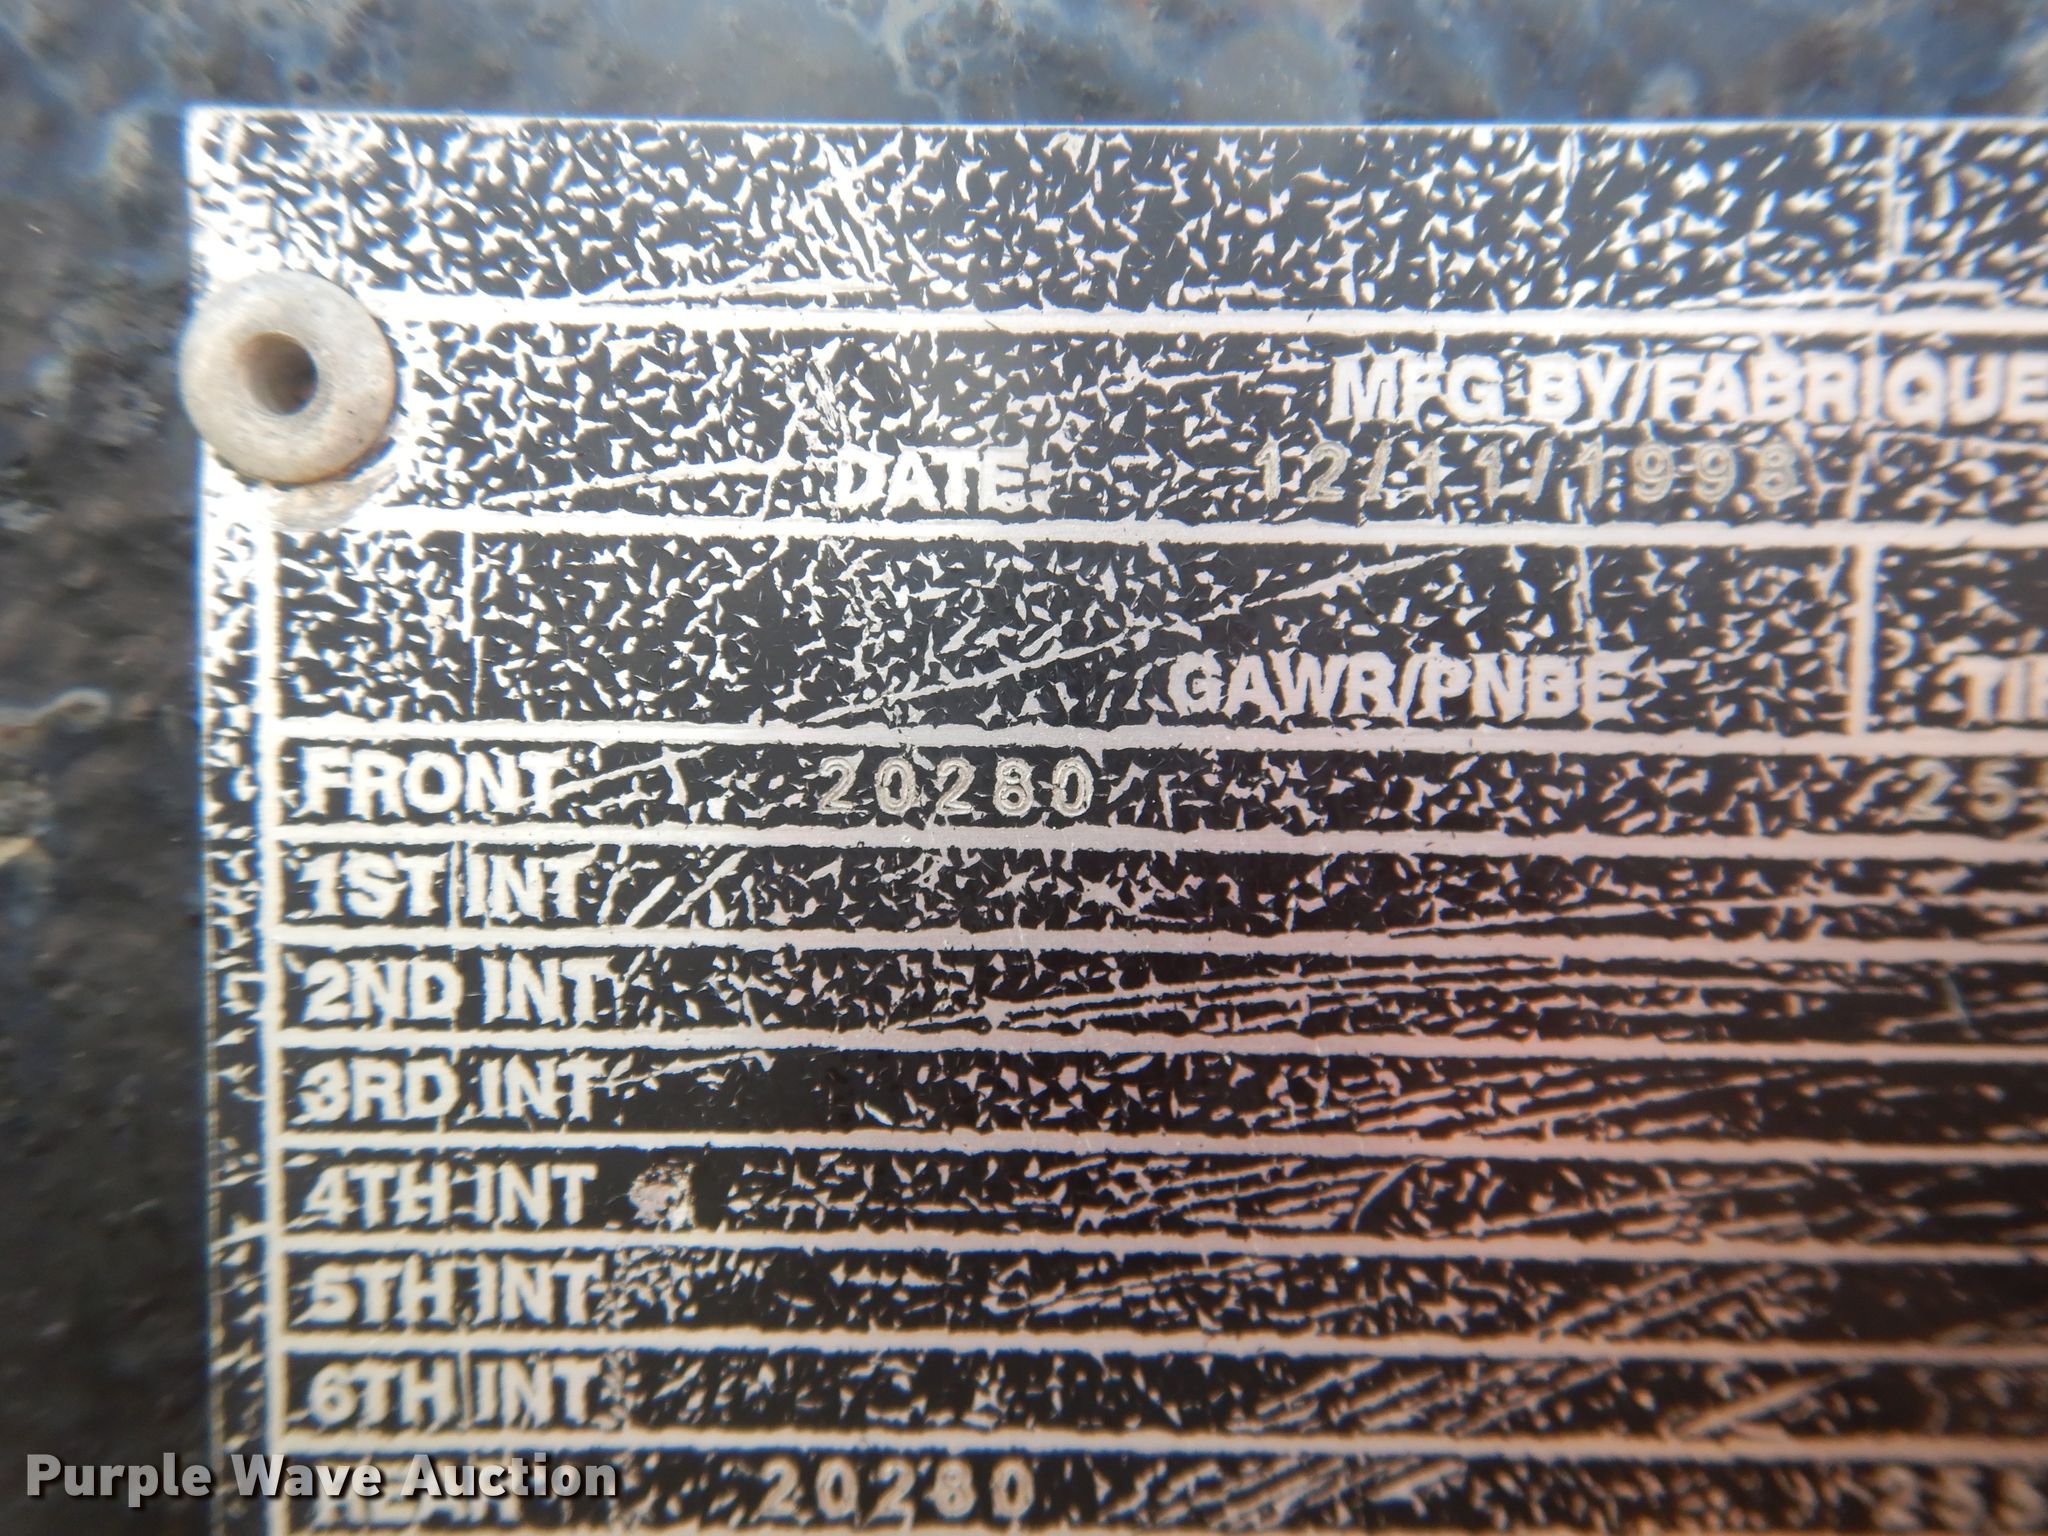 MFG BY/FABRIQUE
DATE: 12/11/1998
GAWR/PNBE
FRONT 20280
1ST INT
2ND INT
3RD INT
4TH INT
5TH INT
6TH INT
REAR 20280
Purple Wave Auction